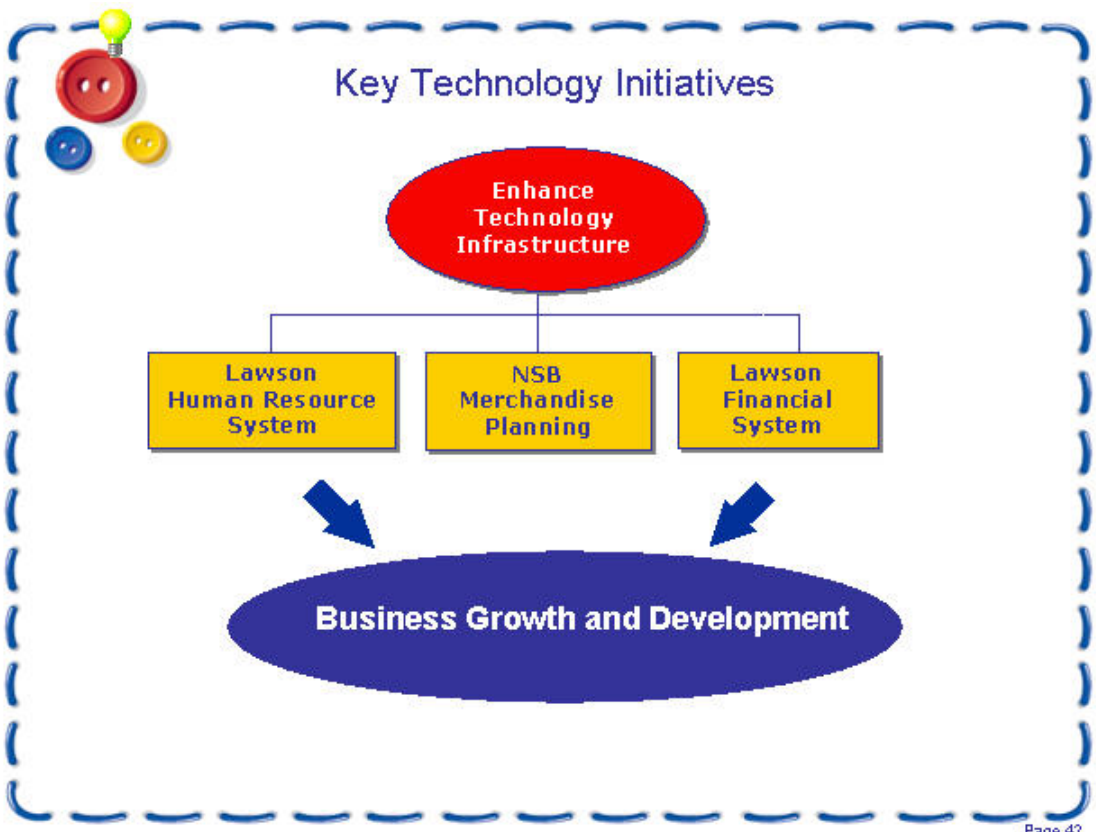 Key Technology Initiatives
Enhance
Technology
Infrastructure
Lawson
Human Resource
System
NSB
Merchandise
Planning
Lawson
Financial
System
Business Growth and Development
Page 42